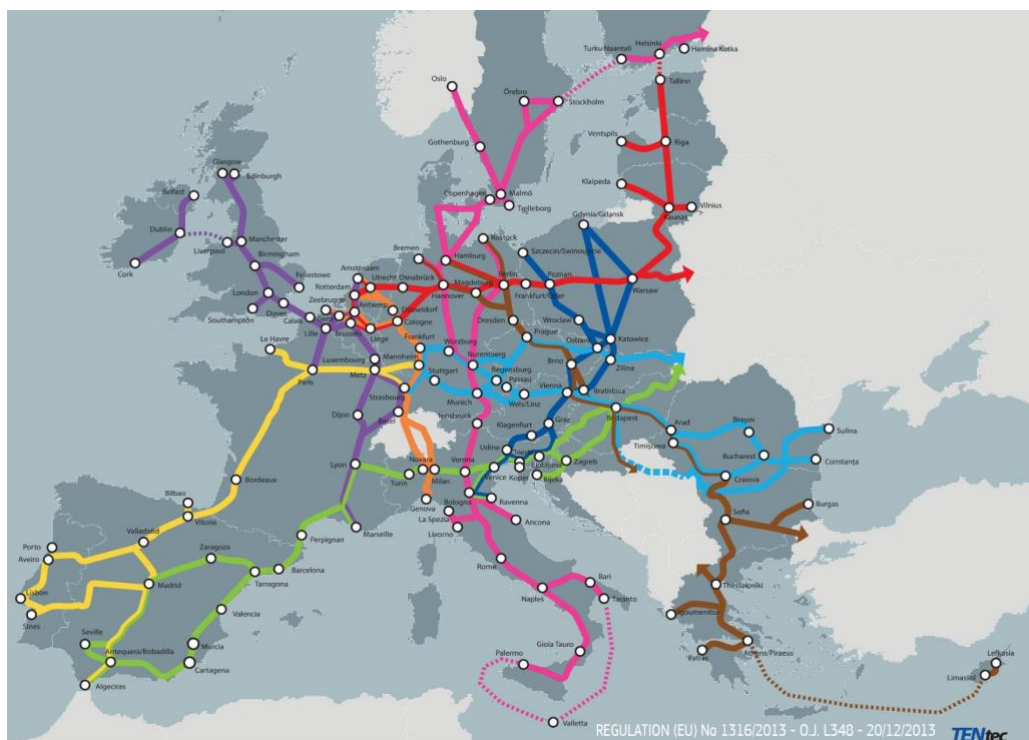 Oslo
Turku Naantali
Helsinki
Hamina Kotka
Tallinn
Örebro
Stockholm
Gothenburg
Ventspils
Riga
Klaipeda
Vilnius
Kaunas
Copenhagen
Malmö
Trelleborg
Glasgow
Edinburgh
Belfast
Dublin
Cork
Liverpool
Manchester
Birmingham
Felixstowe
London
Southampton
Dover
Calais
Zeebrugge
Lille
Amsterdam
Rotterdam
Utrecht
Osnabrück
Antwerp
Brussels
Liege
Düsseldorf
Cologne
Bremen
Hamburg
Rostock
Hannover
Magdeburg
Berlin
Frankfurt/Oder
Szczecin/Swinoujscie
Gdynia/Gdansk
Poznan
Warsaw
Wroclaw
Katowice
Ostrava
Zilina
Dresden
Prague
Brno
Frankfurt
Würzburg
Nuremberg
Regensburg
Passau
Wels/Linz
Vienna
Bratislava
Budapest
Le Havre
Paris
Luxembourg
Metz
Mannheim
Strasbourg
Stuttgart
Munich
Innsbruck
Dijon
Basel
Lyon
Marseille
Turin
Novara
Milan
Genova
Verona
Venice
Udine
Klagenfurt
Graz
Koper
Ljubljana
Zagreb
Rijeka
Bologna
Ravenna
La Spezia
Livorno
Ancona
Rome
Naples
Bari
Taranto
Gioia Tauro
Palermo
Valletta
Arad
Timișoara
Brașov
Bucharest
Craiova
Sulina
Constanța
Sofia
Burgas
Thessaloniki
Igoumenitsa
Patras
Athens/Piraeus
Lefkosia
Limassol
Bordeaux
Bilbao
Vitoria
Valladolid
Porto
Aveiro
Lisbon
Sines
Madrid
Zaragoza
Tarragona
Barcelona
Perpignan
Valencia
Murcia
Cartagena
Seville
Antequera/Bobadilla
Algeciras
REGULATION (EU) No 1316/2013 - O.J. L348 - 20/12/2013
TENtec